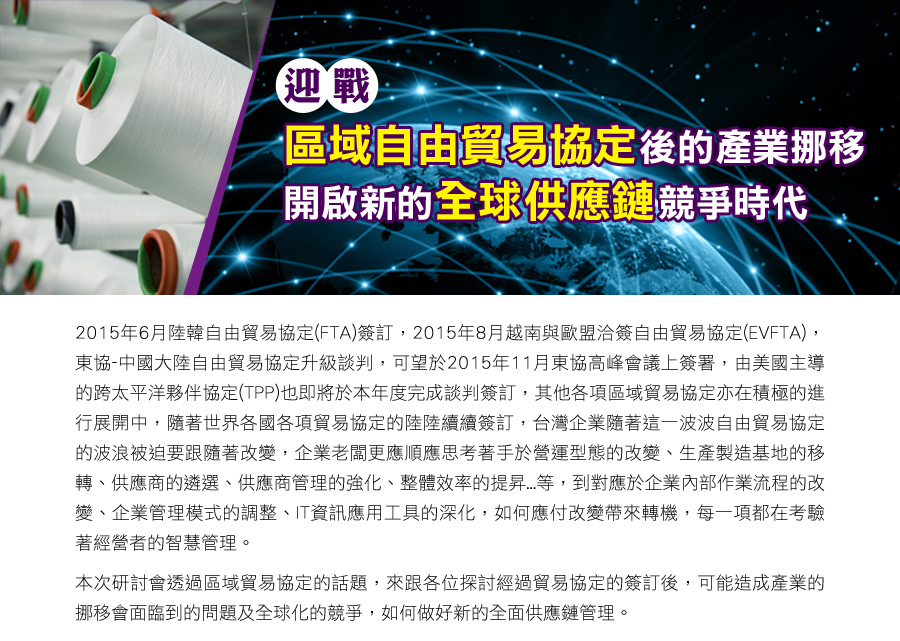 迎戰
區域自由貿易協定後的產業挪移
開啟新的全球供應鏈競爭時代
2015年6月陸韓自由貿易協定(FTA)簽訂，2015年8月越南與歐盟洽簽自由貿易協定(EVFTA)，
東協-中國大陸自由貿易協定升級談判，可望於2015年11月東協高峰會議上簽署，由美國主導
的跨太平洋夥伴協定(TPP)也即將於本年度完成談判簽訂，其他各項區域貿易協定亦在積極的進
行展開中，隨著世界各國各項貿易協定的陸陸續續簽訂，台灣企業隨著這一波波自由貿易協定
的波浪被迫要跟隨著改變，企業老闆更應順應思考著手於營運型態的改變、生產製造基地的移
轉、供應商的遴選、供應商管理的強化、整體效率的提昇...等，到對應於企業內部作業流程的改
變、企業管理模式的調整、IT資訊應用工具的深化，如何應付改變帶來轉機，每一項都在考驗
著經營者的智慧管理。
本次研討會透過區域貿易協定的話題，來跟各位探討經過貿易協定的簽訂後，可能造成產業的
挪移會面臨到的問題及全球化的競爭，如何做好新的全面供應鏈管理。